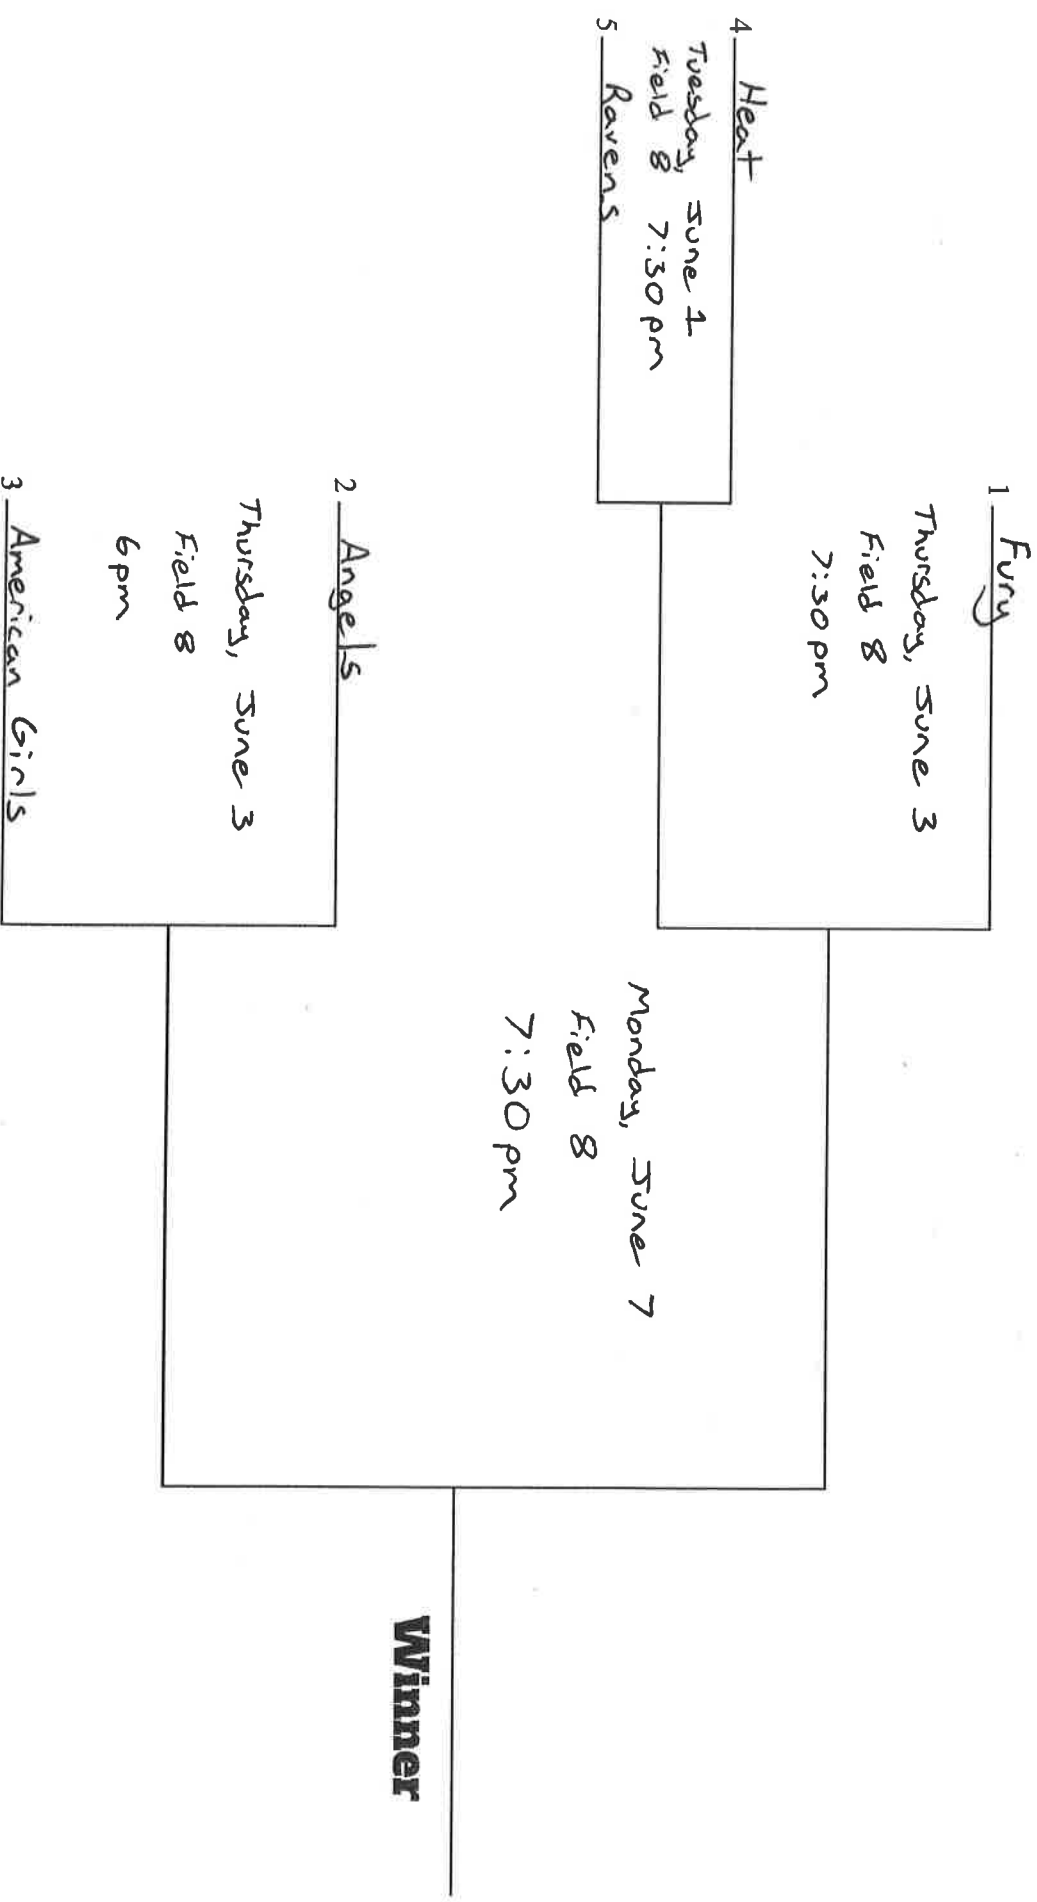 1 Fury
Thursday, June 3
Field 8
7:30pm
4 Heat
Tuesday, June 1
Field 8 7:30pm
5 Ravens
Monday, June 7
Field 8
7:30pm
Winner
2 Angels
Thursday, June 3
Field 8
6pm
3 American Girls